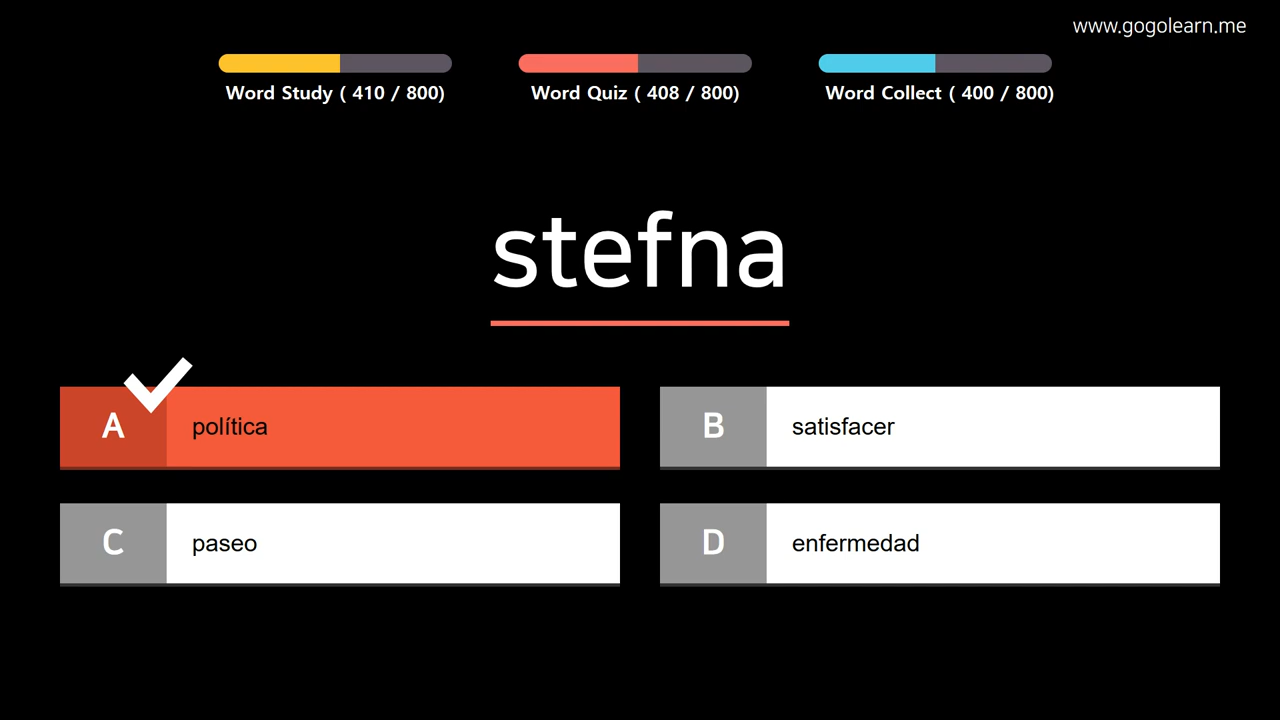 www.gogolearn.me
Word Study ( 410 / 800)
Word Quiz ( 408 / 800)
Word Collect ( 400 / 800)
stefna
A política
B satisfacer
C paseo
D enfermedad